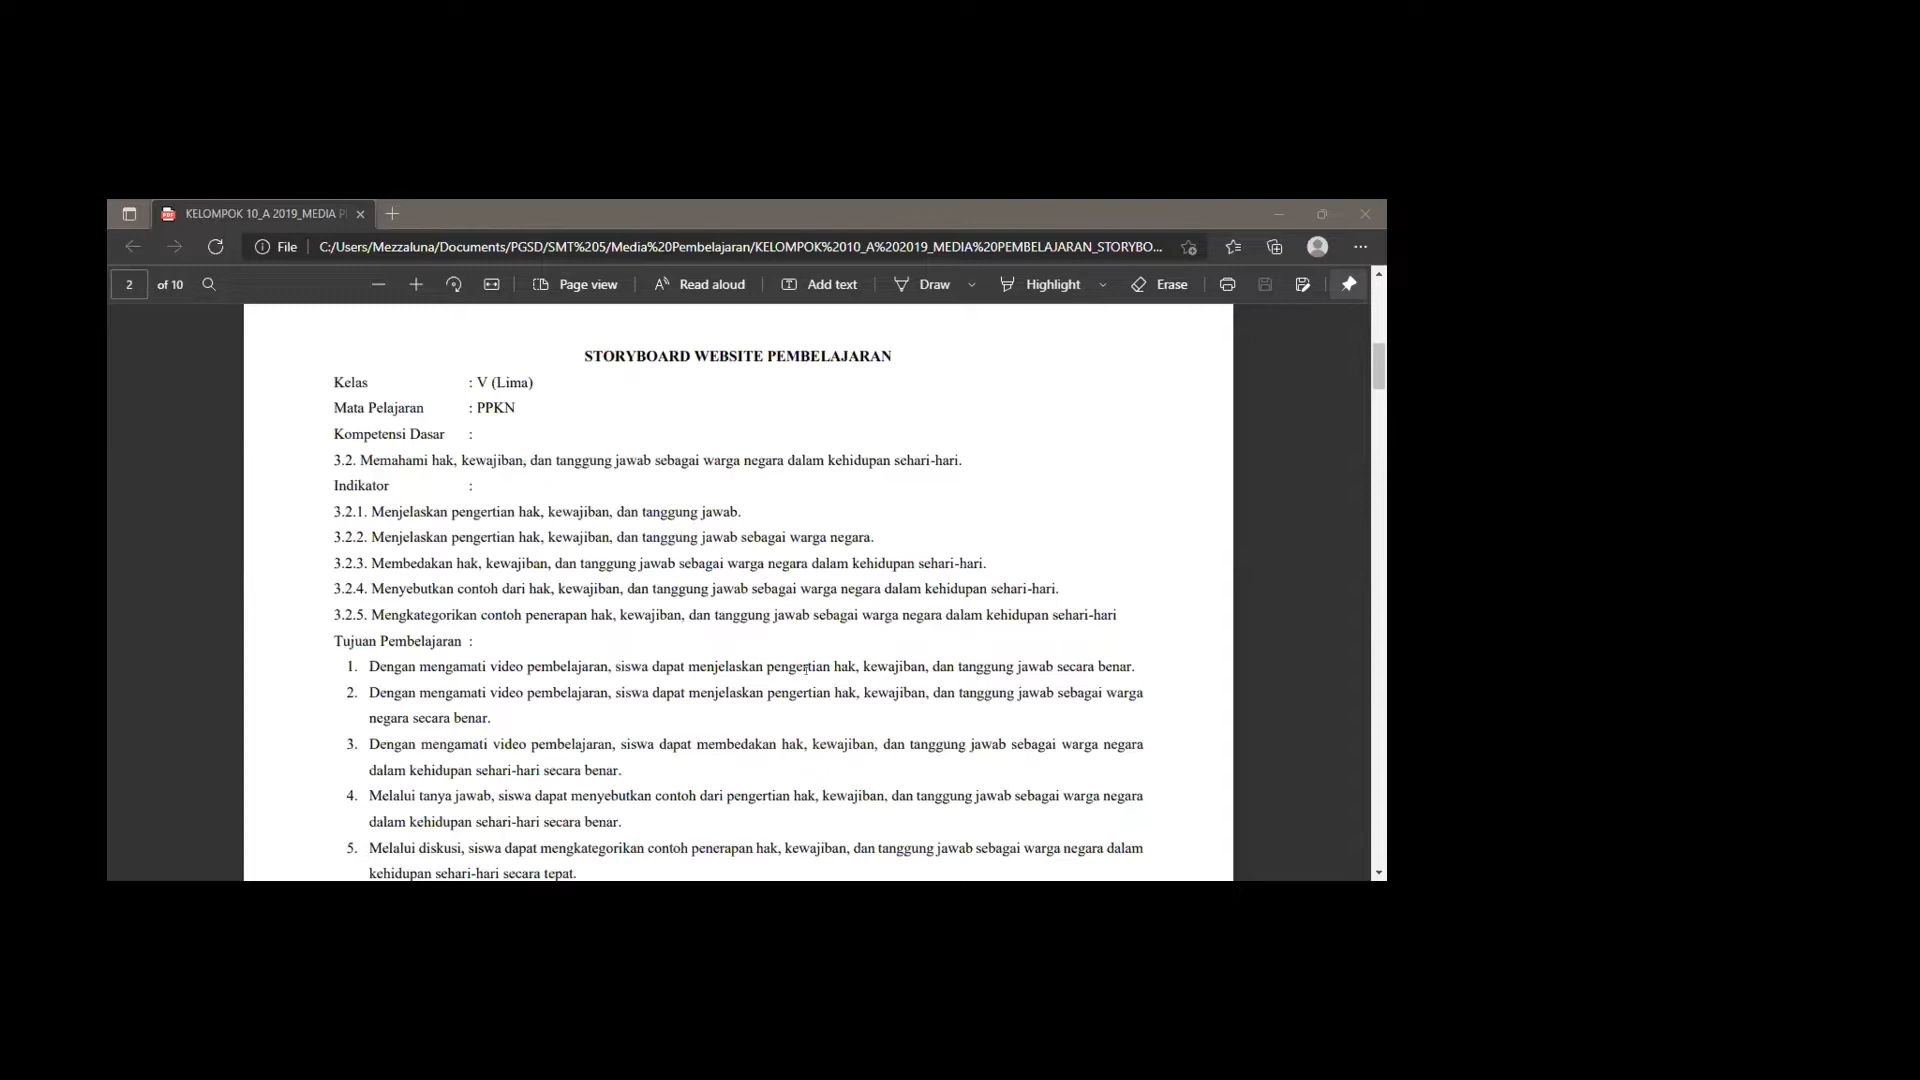 KELOMPOK 10_A 2019_MEDIA P
File C:/Users/Mezzaluna/Documents/PGSD/SMT%205/Media%20Pembelajaran/KELOMPOK%2010_A%202019_MEDIA%20PEMBELAJARAN_STORYBO...
2 of 10 Page view Read aloud Add text Draw Highlight Erase
STORYBOARD WEBSITE PEMBELAJARAN
Kelas : V (Lima)
Mata Pelajaran : PPKN
Kompetensi Dasar :
3.2. Memahami hak, kewajiban, dan tanggung jawab sebagai warga negara dalam kehidupan sehari-hari.
Indikator :
3.2.1. Menjelaskan pengertian hak, kewajiban, dan tanggung jawab.
3.2.2. Menjelaskan pengertian hak, kewajiban, dan tanggung jawab sebagai warga negara.
3.2.3. Membedakan hak, kewajiban, dan tanggung jawab sebagai warga negara dalam kehidupan sehari-hari.
3.2.4. Menyebutkan contoh dari hak, kewajiban, dan tanggung jawab sebagai warga negara dalam kehidupan sehari-hari.
3.2.5. Mengkategorikan contoh penerapan hak, kewajiban, dan tanggung jawab sebagai warga negara dalam kehidupan sehari-hari
Tujuan Pembelajaran :
1. Dengan mengamati video pembelajaran, siswa dapat menjelaskan pengertian hak, kewajiban, dan tanggung jawab secara benar.
2. Dengan mengamati video pembelajaran, siswa dapat menjelaskan pengertian hak, kewajiban, dan tanggung jawab sebagai warga
negara secara benar.
3. Dengan mengamati video pembelajaran, siswa dapat membedakan hak, kewajiban, dan tanggung jawab sebagai warga negara
dalam kehidupan sehari-hari secara benar.
4. Melalui tanya jawab, siswa dapat menyebutkan contoh dari pengertian hak, kewajiban, dan tanggung jawab sebagai warga negara
dalam kehidupan sehari-hari secara benar.
5. Melalui diskusi, siswa dapat mengkategorikan contoh penerapan hak, kewajiban, dan tanggung jawab sebagai warga negara dalam
kehidupan sehari-hari secara tepat.